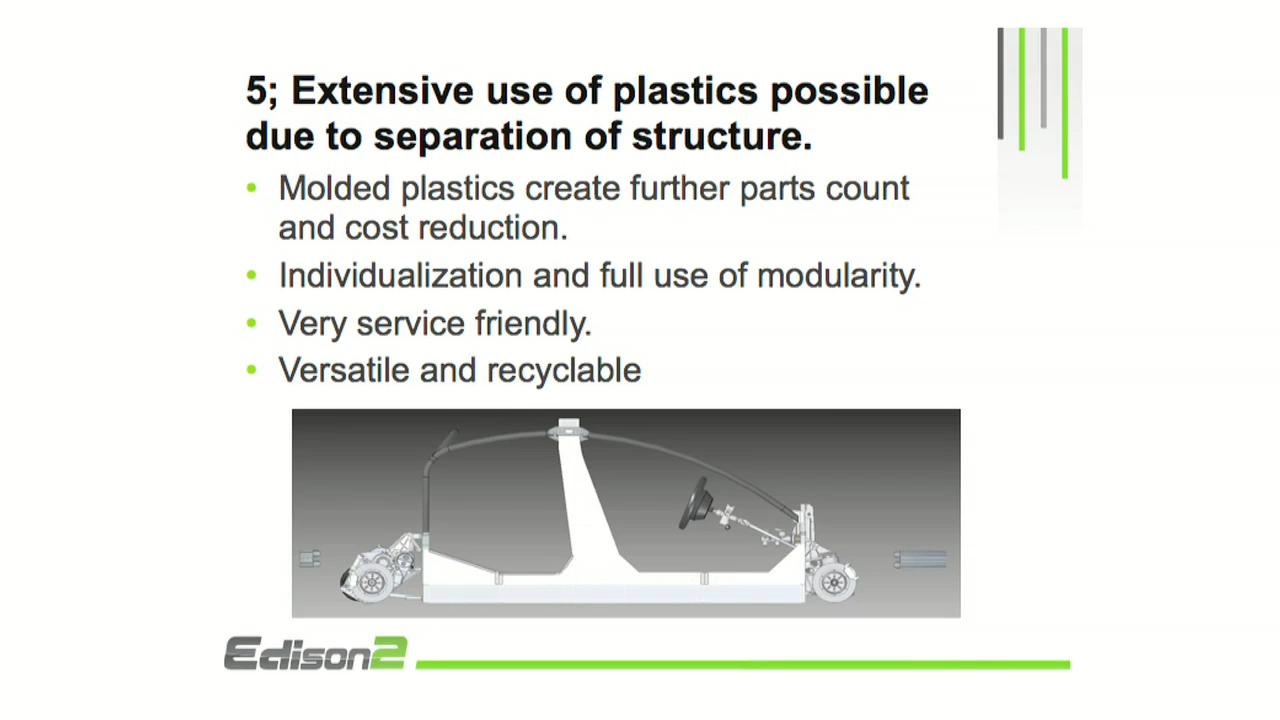 5; Extensive use of plastics possible
due to separation of structure.
• Molded plastics create further parts count
and cost reduction.
• Individualization and full use of modularity.
• Very service friendly.
• Versatile and recyclable
Edison2